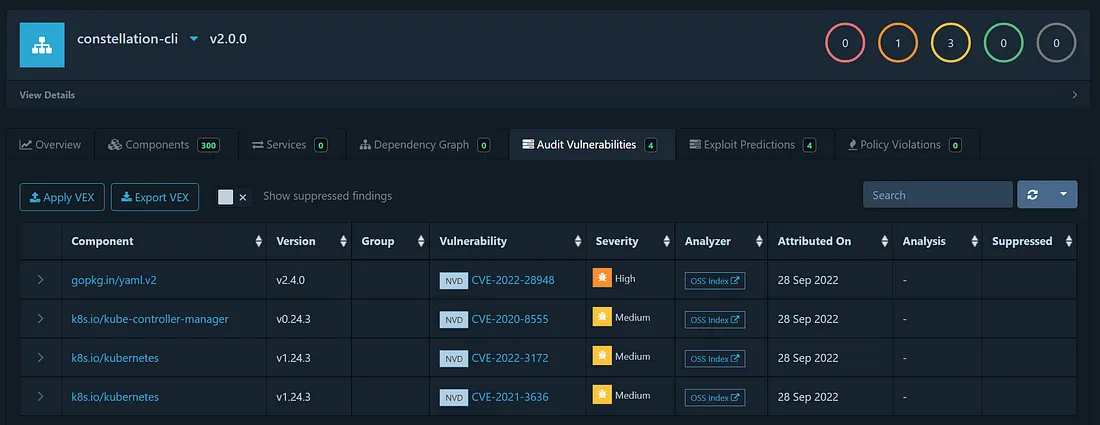 constellation-cli v2.0.0 0 1 3 0 0
View Details
Overview Components 300 Services 0 Dependency Graph 0 Audit Vulnerabilities 4 Exploit Predictions 4 Policy Violations 0
Apply VEX Export VEX Show suppressed findings Search
Component Version Group Vulnerability Severity Analyzer Attributed On Analysis Suppressed
gopkg.in/yaml.v2 v2.4.0 NVD CVE-2022-28948 High OSS Index 28 Sep 2022 -
k8s.io/kube-controller-manager v0.24.3 NVD CVE-2020-8555 Medium OSS Index 28 Sep 2022 -
k8s.io/kubernetes v1.24.3 NVD CVE-2022-3172 Medium OSS Index 28 Sep 2022 -
k8s.io/kubernetes v1.24.3 NVD CVE-2021-3636 Medium OSS Index 28 Sep 2022 -